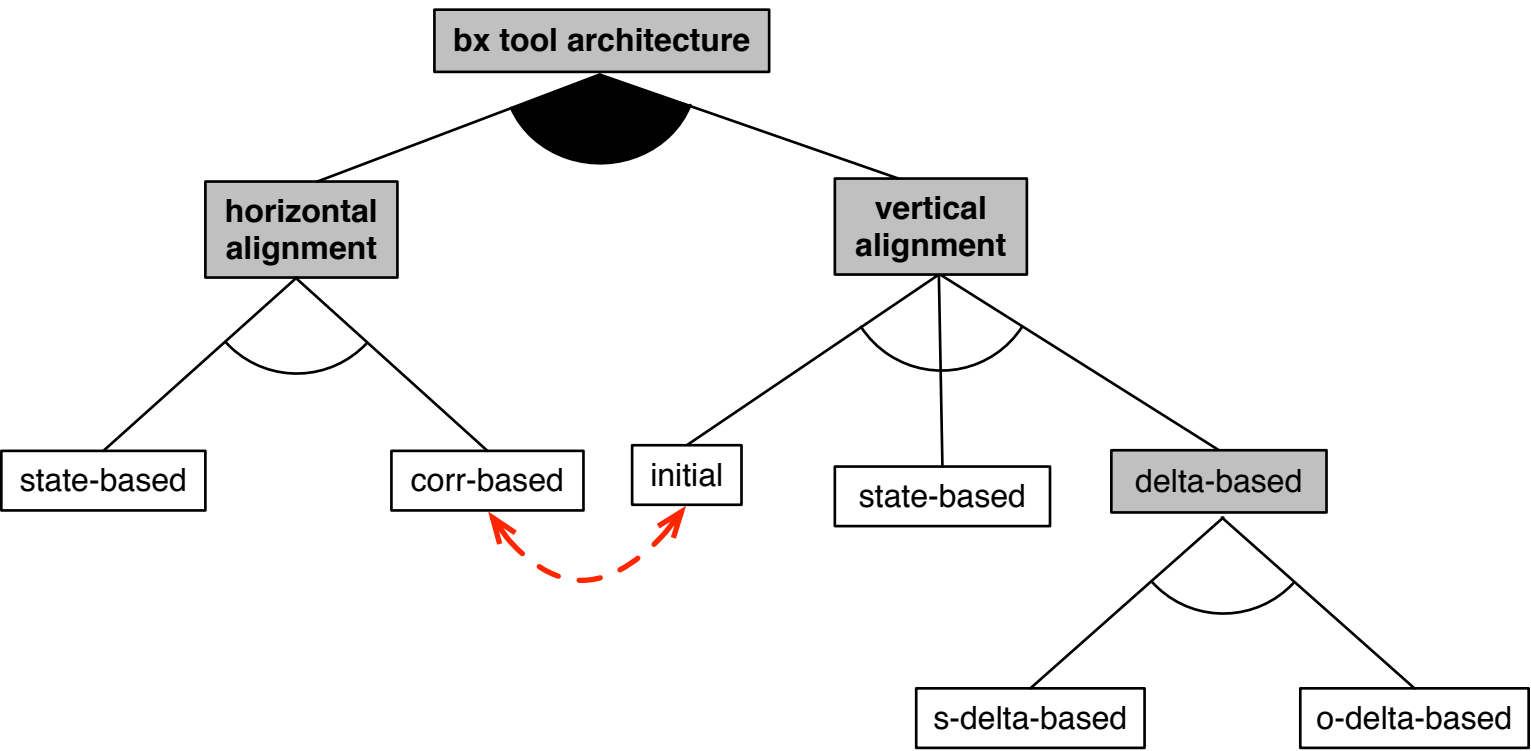 bx tool architecture
horizontal
alignment
vertical
alignment
state-based
corr-based
initial
state-based
delta-based
s-delta-based
o-delta-based